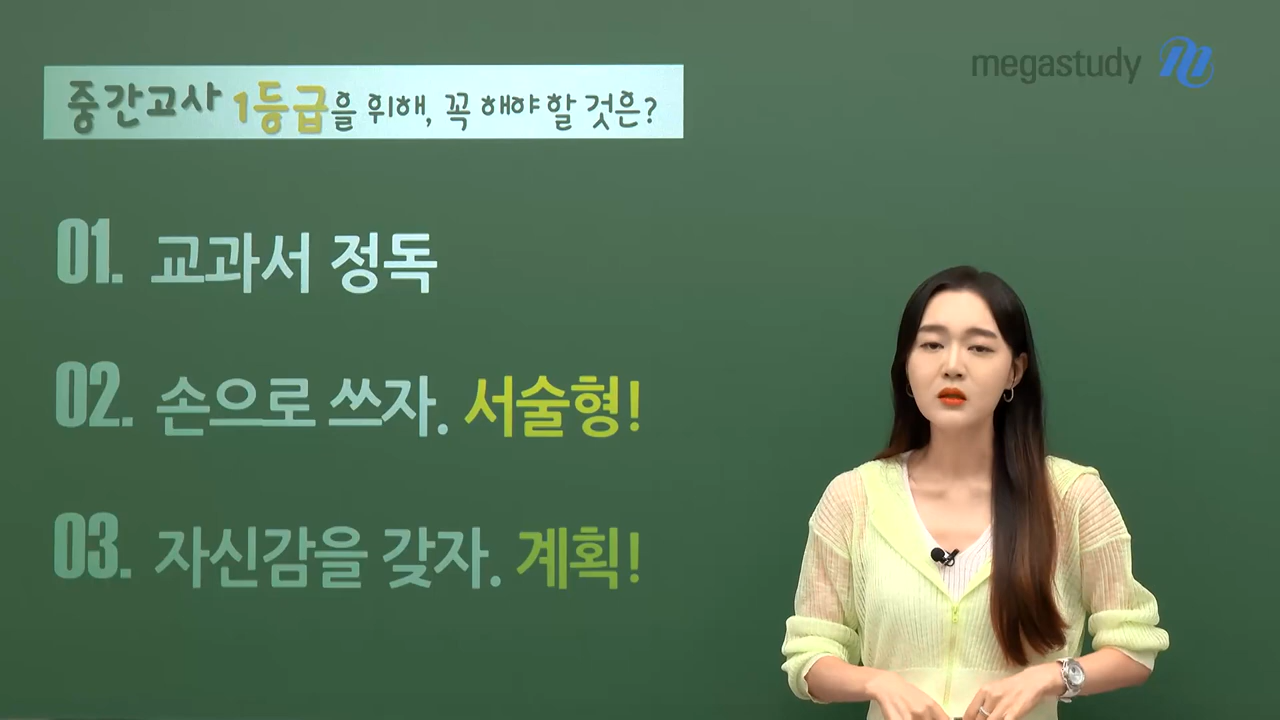 중간고사 1등급을 위해, 꼭 해야 할 것은?
megastudy
01. 교과서 정독
02. 손으로 쓰자. 서술형!
03. 자신감을 갖자. 계획!